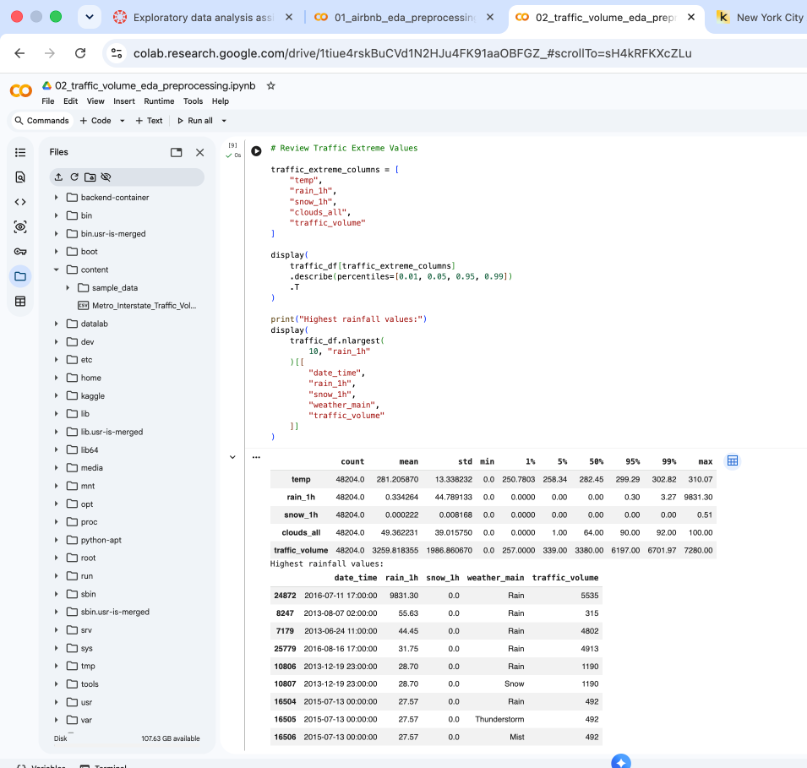 Exploratory data analysis assi
01_airbnb_eda_preprocessing
02_traffic_volume_eda_prep
New York City
colab.research.google.com/drive/1tiue4rskBuCVd1N2HJu4FK91aaOBFGZ_#scrollTo=sH4kRFKXcZLu
02_traffic_volume_eda_preprocessing.ipynb
File Edit View Insert Runtime Tools Help
Commands + Code + Text Run all
Files
backend-container
bin
bin.usr-is-merged
boot
content
sample_data
Metro_Interstate_Traffic_Vol...
datalab
dev
etc
home
kaggle
lib
lib.usr-is-merged
lib64
media
mnt
opt
proc
python-apt
root
run
sbin
sbin.usr-is-merged
srv
sys
tmp
tools
usr
var
Disk 107.63 GB available
Variables Terminal
[9]
0s
# Review Traffic Extreme Values
traffic_extreme_columns = [
"temp",
"rain_1h",
"snow_1h",
"clouds_all",
"traffic_volume"
]
display(
traffic_df[traffic_extreme_columns]
.describe(percentiles=[0.01, 0.05, 0.95, 0.99])
.T
)
print("Highest rainfall values:")
display(
traffic_df.nlargest(
10, "rain_1h"
)[[
"date_time",
"rain_1h",
"snow_1h",
"weather_main",
"traffic_volume"
]]
)
count mean std min 1% 5% 50% 95% 99% max
temp 48204.0 281.205870 13.338232 0.0 250.7803 258.34 282.45 299.29 302.82 310.07
rain_1h 48204.0 0.334264 44.789133 0.0 0.0000 0.00 0.00 0.30 3.27 9831.30
snow_1h 48204.0 0.000222 0.008168 0.0 0.0000 0.00 0.00 0.00 0.00 0.51
clouds_all 48204.0 49.362231 39.015750 0.0 0.0000 1.00 64.00 90.00 92.00 100.00
traffic_volume 48204.0 3259.818355 1986.860670 0.0 257.0000 339.00 3380.00 6197.00 6701.97 7280.00
Highest rainfall values:
date_time rain_1h snow_1h weather_main traffic_volume
24872 2016-07-11 17:00:00 9831.30 0.0 Rain 5535
8247 2013-08-07 02:00:00 55.63 0.0 Rain 315
7179 2013-06-24 11:00:00 44.45 0.0 Rain 4802
25779 2016-08-16 17:00:00 31.75 0.0 Rain 4913
10806 2013-12-19 23:00:00 28.70 0.0 Rain 1190
10807 2013-12-19 23:00:00 28.70 0.0 Snow 1190
16504 2015-07-13 00:00:00 27.57 0.0 Rain 492
16505 2015-07-13 00:00:00 27.57 0.0 Thunderstorm 492
16506 2015-07-13 00:00:00 27.57 0.0 Mist 492